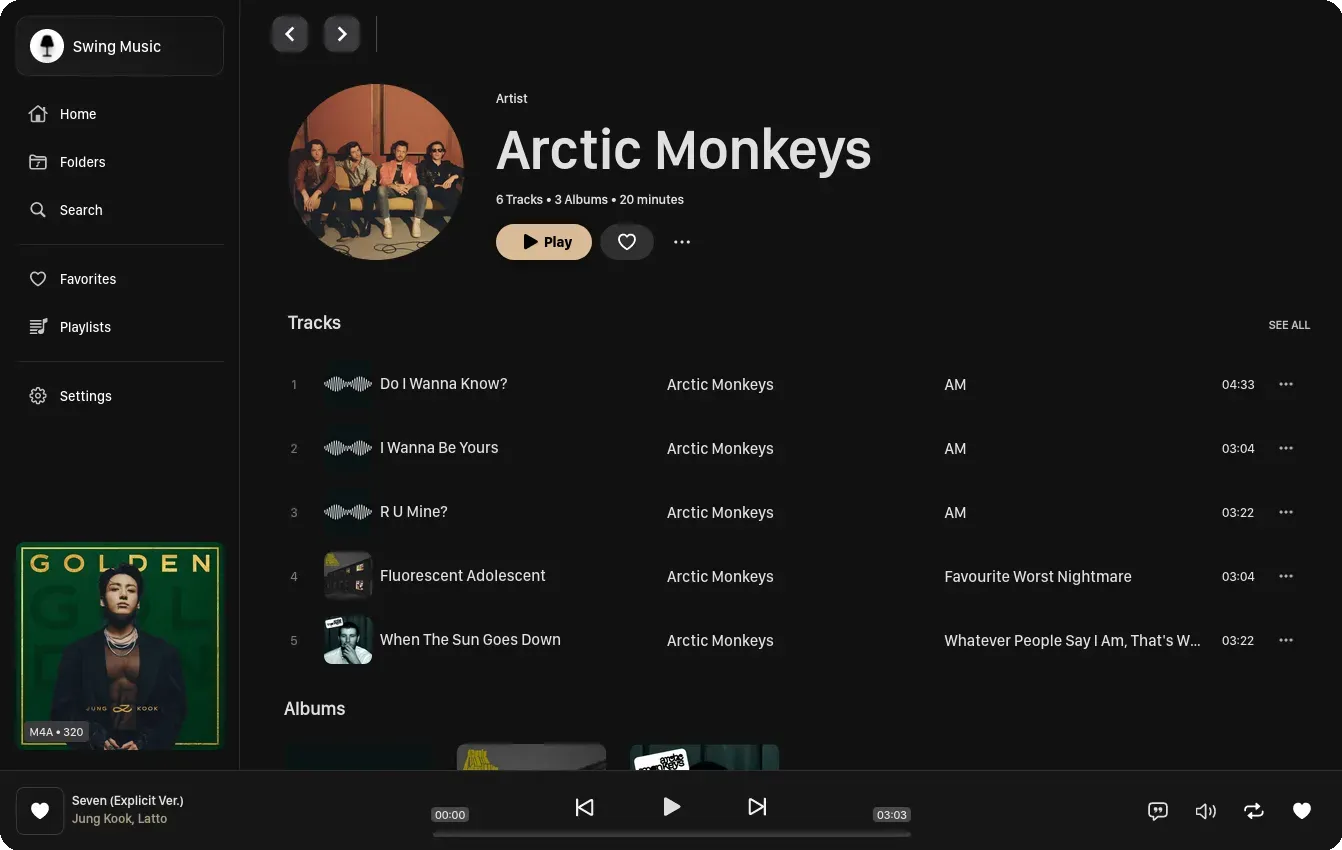 Swing Music
Home
Folders
Search
Favorites
Playlists
Settings
GOLDEN
JUNG KOOK
M4A • 320
Artist
Arctic Monkeys
6 Tracks • 3 Albums • 20 minutes
Play
Tracks
SEE ALL
1 Do I Wanna Know? Arctic Monkeys AM 04:33
2 I Wanna Be Yours Arctic Monkeys AM 03:04
3 R U Mine? Arctic Monkeys AM 03:22
4 Fluorescent Adolescent Arctic Monkeys Favourite Worst Nightmare 03:04
5 When The Sun Goes Down Arctic Monkeys Whatever People Say I Am, That's W... 03:22
Albums
Seven (Explicit Ver.)
Jung Kook, Latto
00:00
03:03